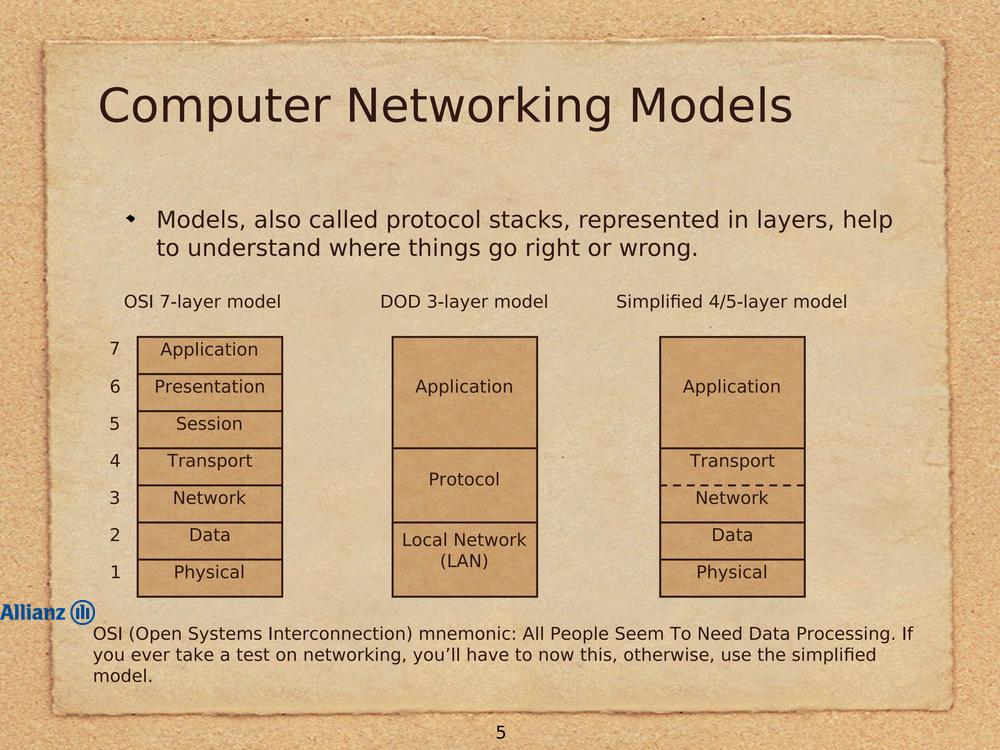 Computer Networking Models
Models, also called protocol stacks, represented in layers, help
to understand where things go right or wrong.
OSI 7-layer model
DOD 3-layer model
Simplified 4/5-layer model
7 Application
6 Presentation
5 Session
4 Transport
3 Network
2 Data
1 Physical
Application
Protocol
Local Network
(LAN)
Application
Transport
Network
Data
Physical
Allianz
OSI (Open Systems Interconnection) mnemonic: All People Seem To Need Data Processing. If
you ever take a test on networking, you’ll have to now this, otherwise, use the simplified
model.
5